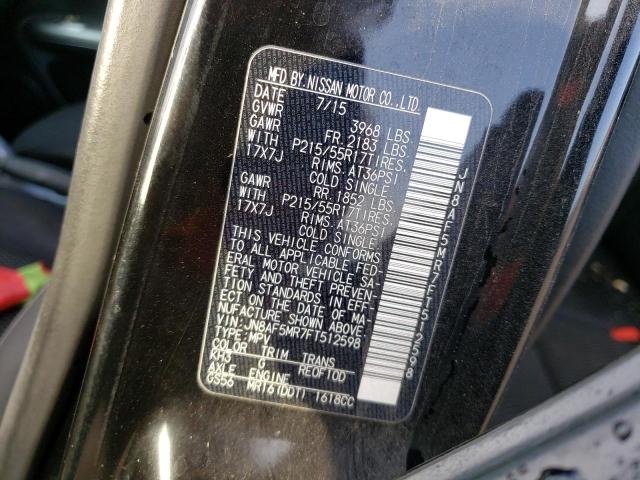 MFD BY NISSAN MOTOR CO.,LTD.
DATE 7/15
GVWR 3968 LBS
GAWR FR 2183 LBS
WITH P215/55R17TIRES,
17X7J RIMS, AT36PSI
COLD SINGLE
GAWR RR 1852 LBS
WITH P215/55R17TIRES,
17X7J RIMS AT36PSI
COLD SINGLE
THIS VEHICLE CONFORMS
TO ALL APPLICABLE FED-
ERAL MOTOR VEHICLE SA-
FETY AND THEFT PREVEN-
TION STANDARDS IN EFF-
ECT ON THE DATE OF MA-
NUFACTURE SHOWN ABOVE.
VIN:JN8AF5MR7FT512598
TYPE:MPV
COLOR TRIM TRANS
KH3 RE0F10D
AXLE ENGINE
GS56 MR16(DDT) 1618CC
JN8AF5MR7FT512598